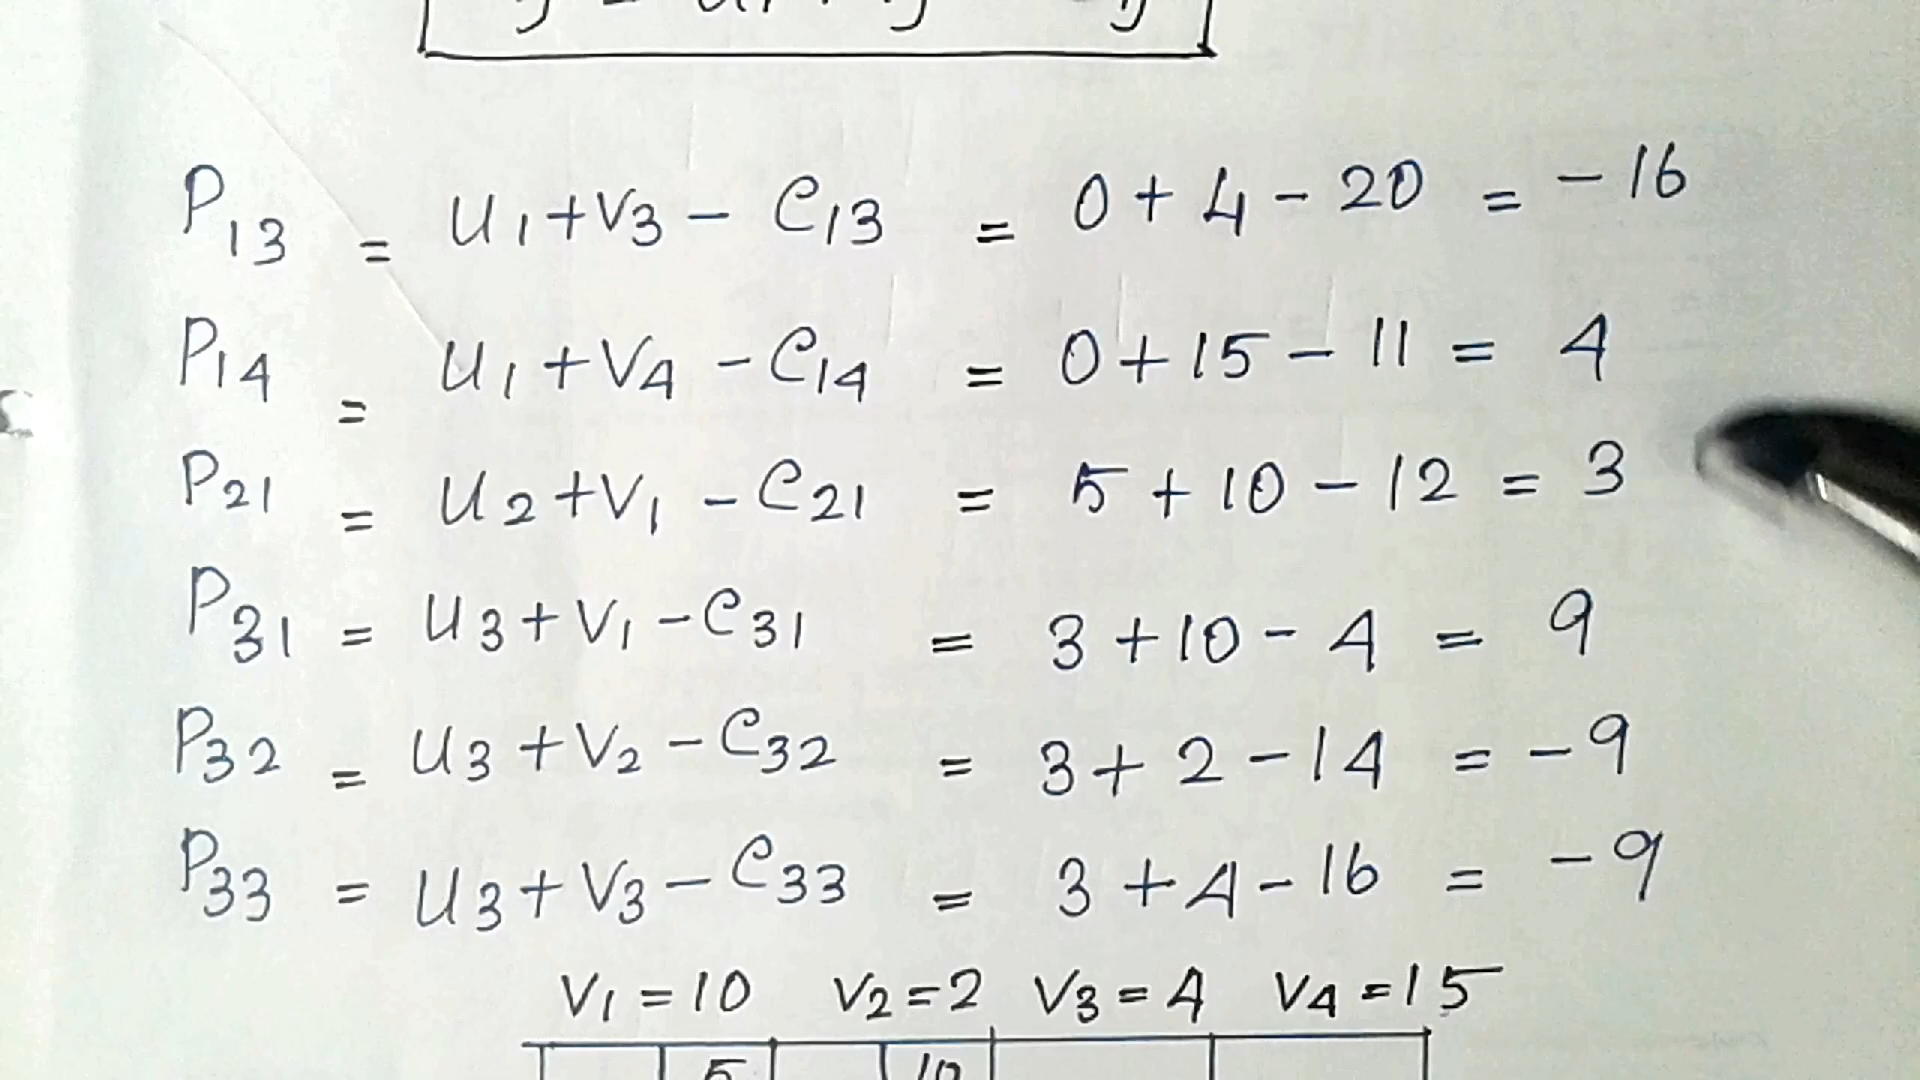 P13 = u1+v3 - C13 = 0 + 4 - 20 = -16
P14 = u1+v4 - C14 = 0+15 - 11 = 4
P21 = u2+v1 - C21 = 5 + 10 - 12 = 3
P31 = u3+v1 - C31 = 3 +10 - 4 = 9
P32 = u3 +v2 - C32 = 3+ 2 - 14 = -9
P33 = u3+v3 - C33 = 3 +4 - 16 = -9
v1 = 10 v2=2 v3=4 v4=15